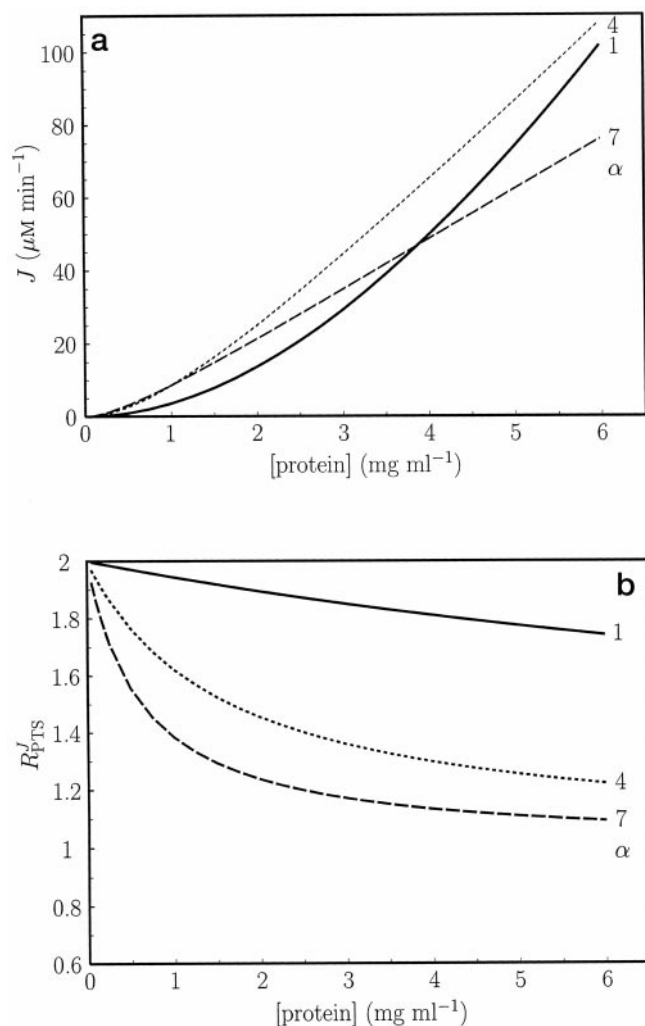 a
100
80
60
40
20
0
J (μM min⁻¹)
4
1
7
α
0 1 2 3 4 5 6
[protein] (mg ml⁻¹)
b
2
1.8
1.6
1.4
1.2
1
0.8
0.6
R^J_PTS
1
4
7
α
0 1 2 3 4 5 6
[protein] (mg ml⁻¹)